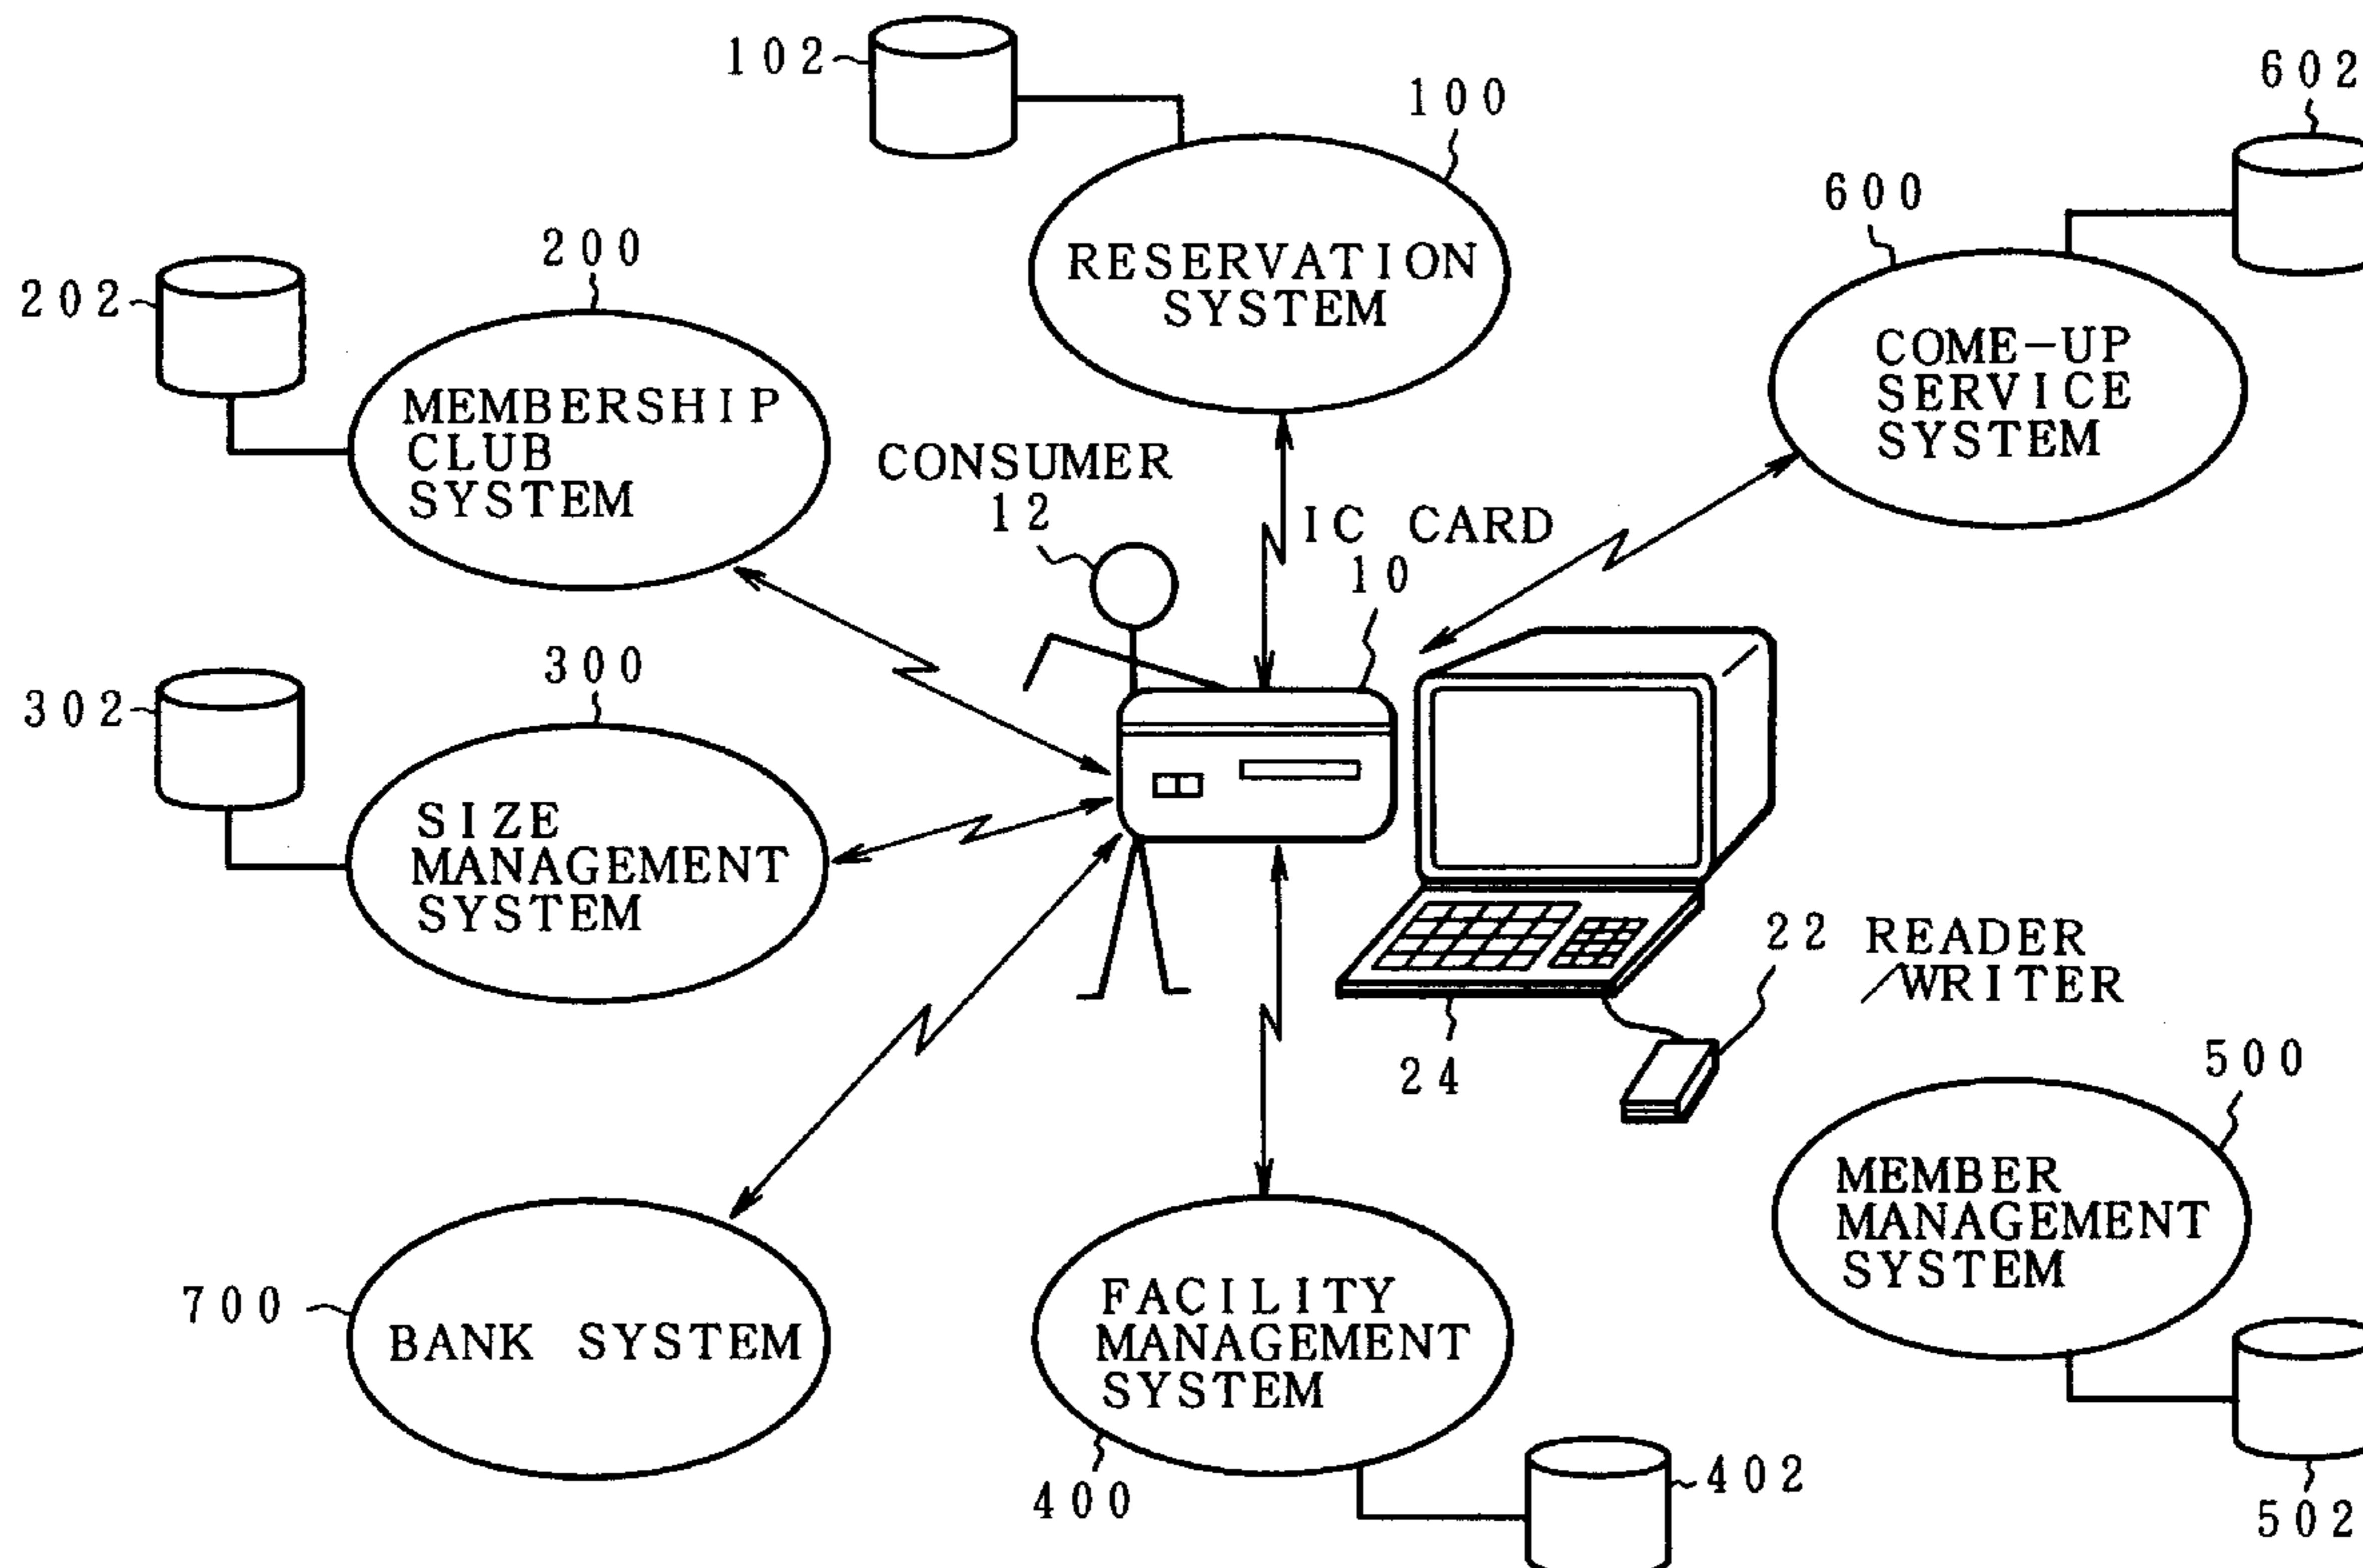 102
100
602
600
RESERVATION
SYSTEM
200
202
MEMBERSHIP
CLUB
SYSTEM
COME-UP
SERVICE
SYSTEM
CONSUMER
12
IC CARD
10
300
302
SIZE
MANAGEMENT
SYSTEM
22 READER
/WRITER
24
500
MEMBER
MANAGEMENT
SYSTEM
700
BANK SYSTEM
FACILITY
MANAGEMENT
SYSTEM
400
402
502